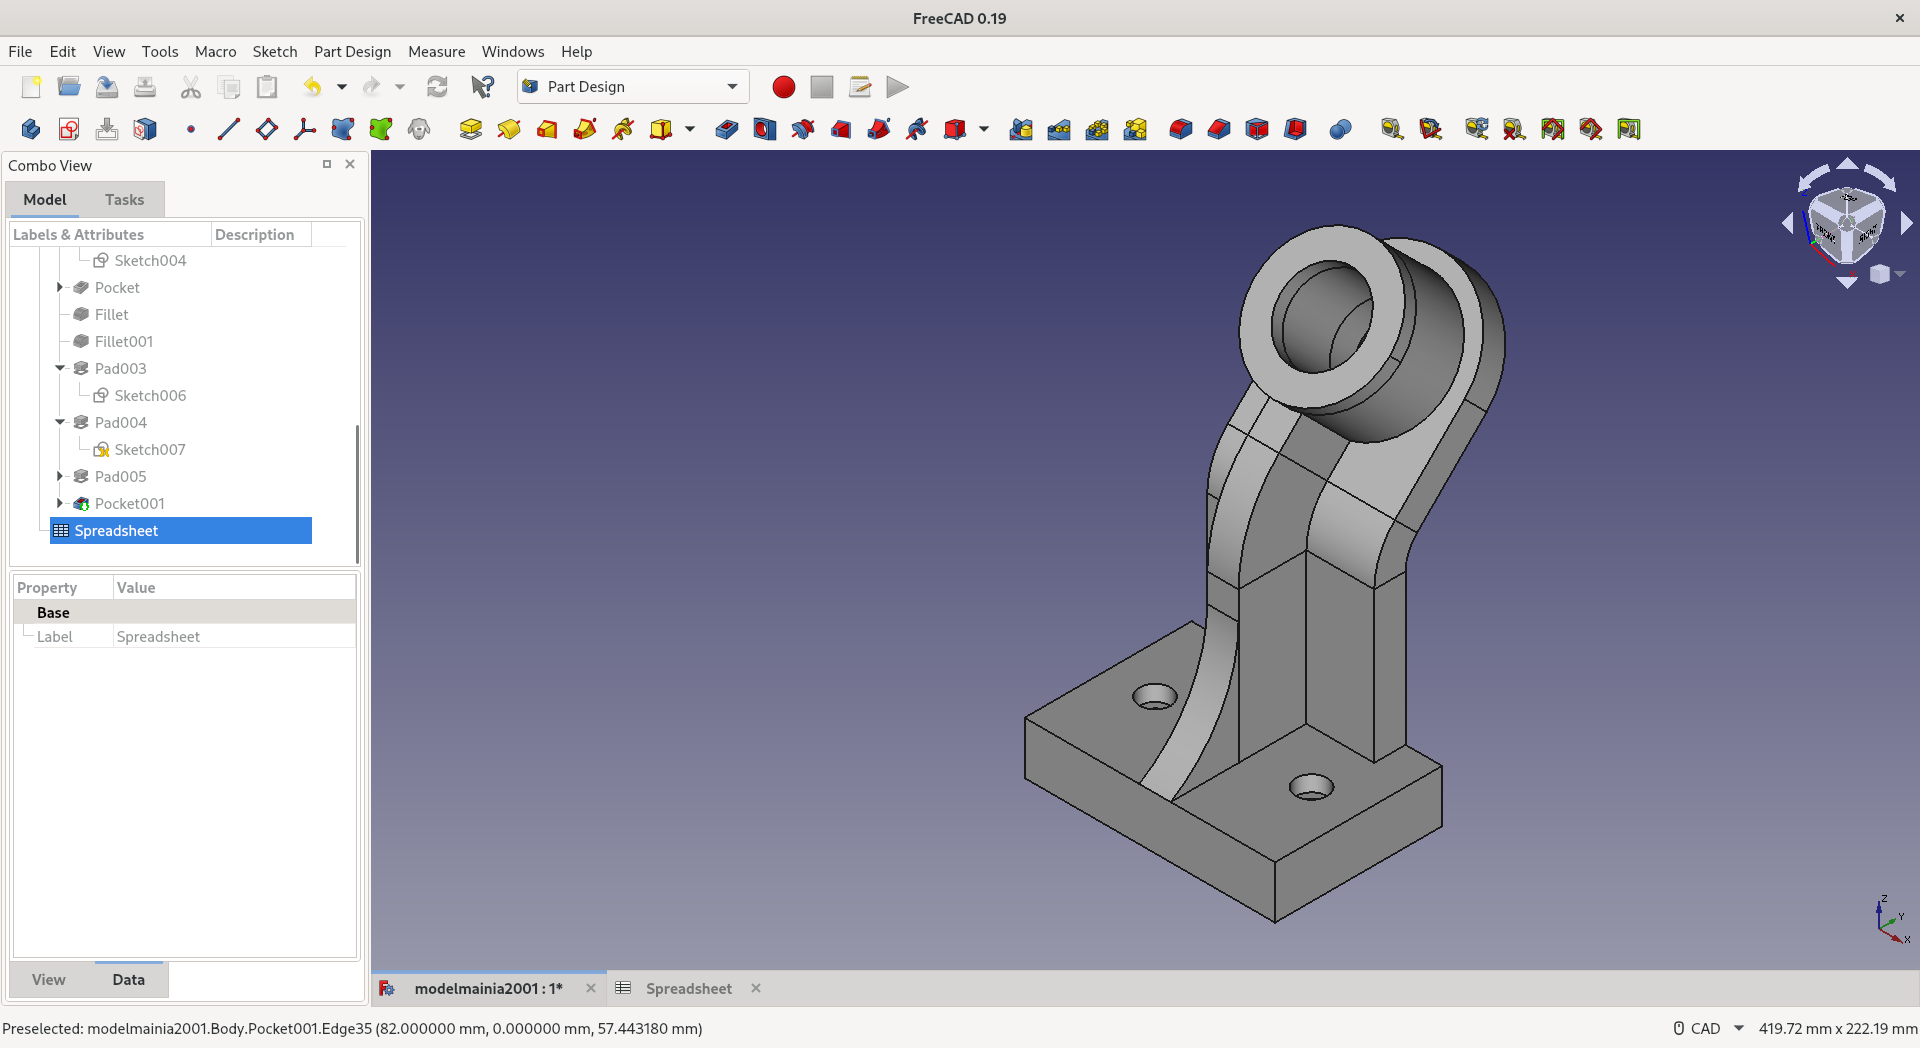 FreeCAD 0.19
File Edit View Tools Macro Sketch Part Design Measure Windows Help
Part Design
Combo View
Model Tasks
Labels & Attributes Description
Sketch004
Pocket
Fillet
Fillet001
Pad003
Sketch006
Pad004
Sketch007
Pad005
Pocket001
Spreadsheet
Property Value
Base
Label Spreadsheet
View Data
Z
Y
X
modelmainia2001 : 1* Spreadsheet
Preselected: modelmainia2001.Body.Pocket001.Edge35 (82.000000 mm, 0.000000 mm, 57.443180 mm)
CAD 419.72 mm x 222.19 mm